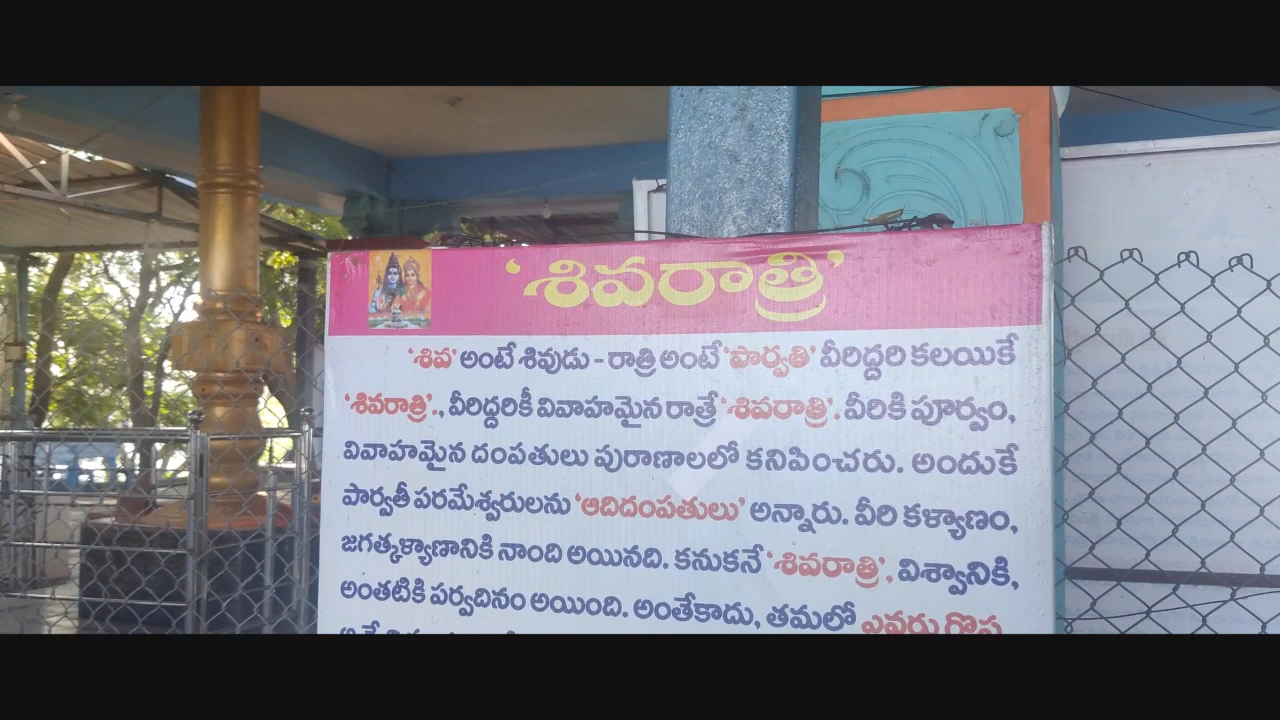 'శివరాత్రి'
'శివ' అంటే శివుడు - రాత్రి అంటే 'పార్వతి' వీరిద్దరి కలయికే
'శివరాత్రి'., వీరిద్దరికీ వివాహమైన రాత్రే 'శివరాత్రి'. వీరికి పూర్వం,
వివాహమైన దంపతులు పురాణాలలో కనిపించరు. అందుకే
పార్వతీ పరమేశ్వరులను 'ఆదిదంపతులు' అన్నారు. వీరి కళ్యాణం,
జగత్కళ్యాణానికి నాంది అయినది. కనుకనే 'శివరాత్రి', విశ్వానికి,
అంతటికి పర్వదినం అయింది. అంతేకాదు, తమలో ఎవరు గొప్ప